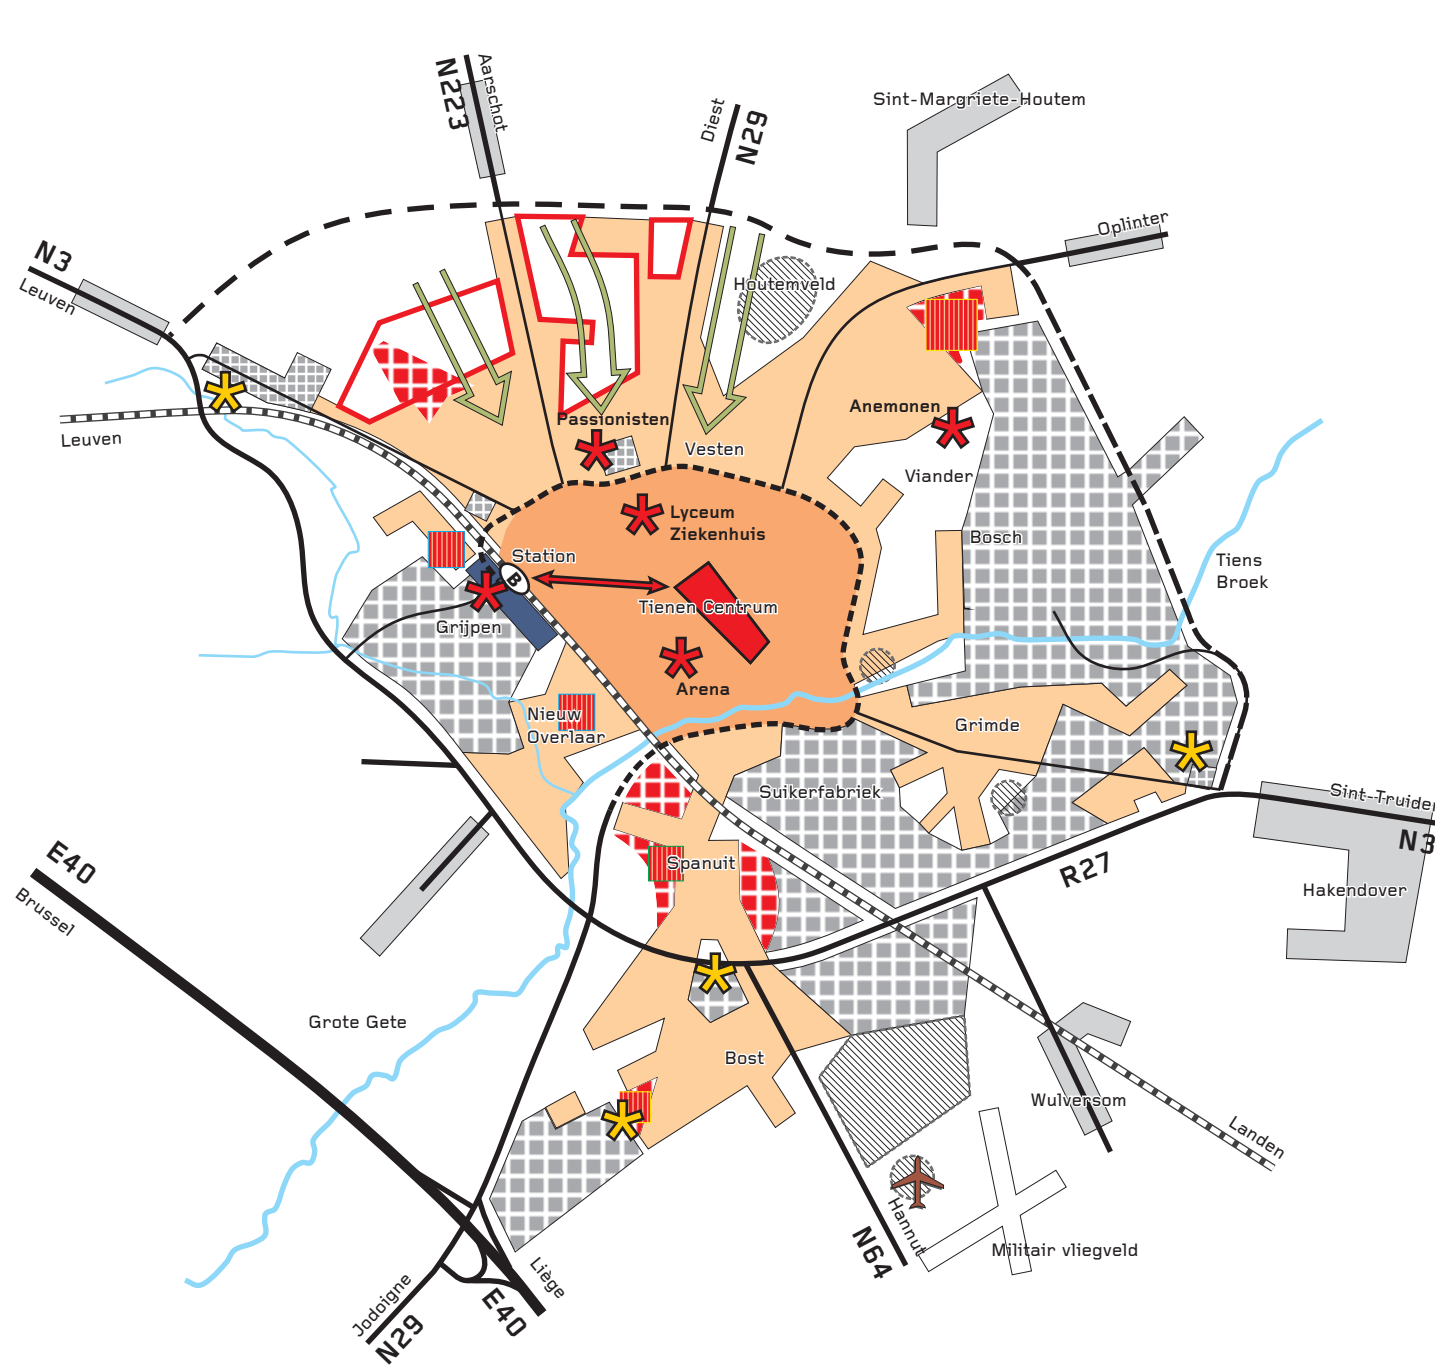 Aarschot
N223
Diest
N29
Sint-Margriete-Houtem
Oplinter
N3
Leuven
Houtemveld
Leuven
Passionisten
Vesten
Anemonen
Viander
Lyceum
Ziekenhuis
Bosch
Tiens
Broek
Station
B
Tienen Centrum
Grijpen
Arena
Nieuw
Overlaar
Grimde
Suikerfabriek
Sint-Truiden
N3
Spanuit
R27
Hakendover
E40
Brussel
Grote Gete
Bost
Wulversom
Landen
Hannut
N64
Militair vliegveld
Liège
E40
Jodoigne
N29